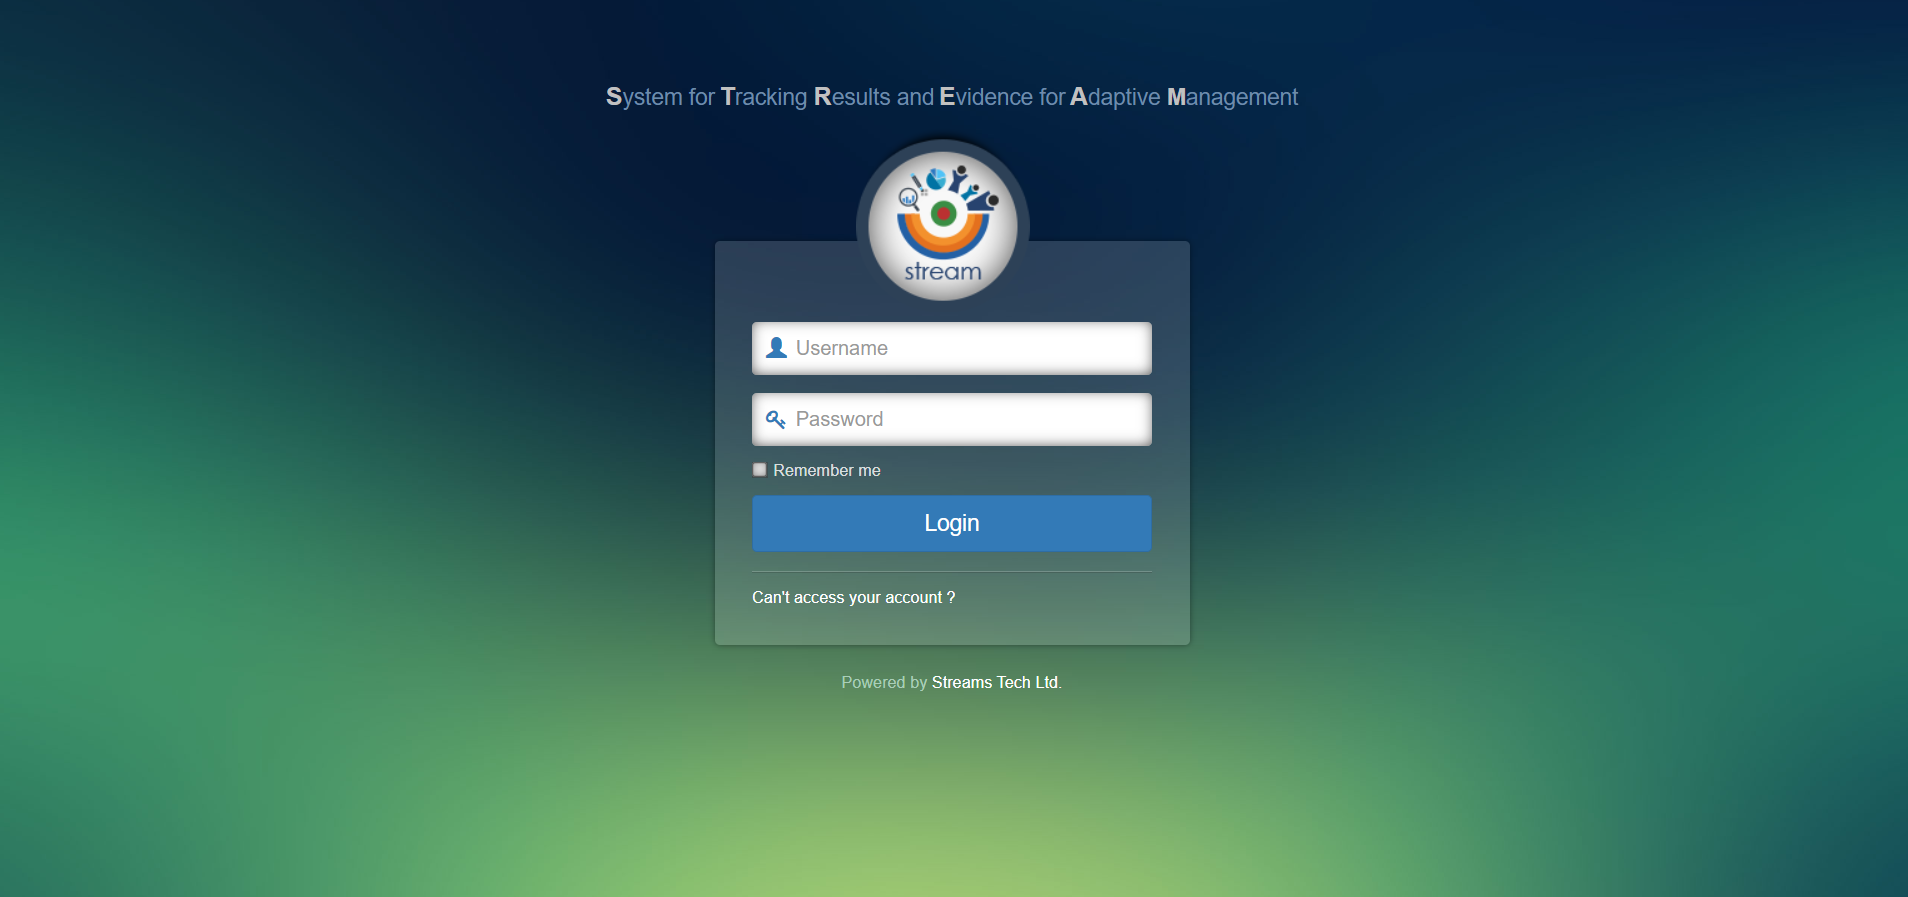 System for Tracking Results and Evidence for Adaptive Management
stream
Username
Password
Remember me
Login
Can't access your account ?
Powered by Streams Tech Ltd.